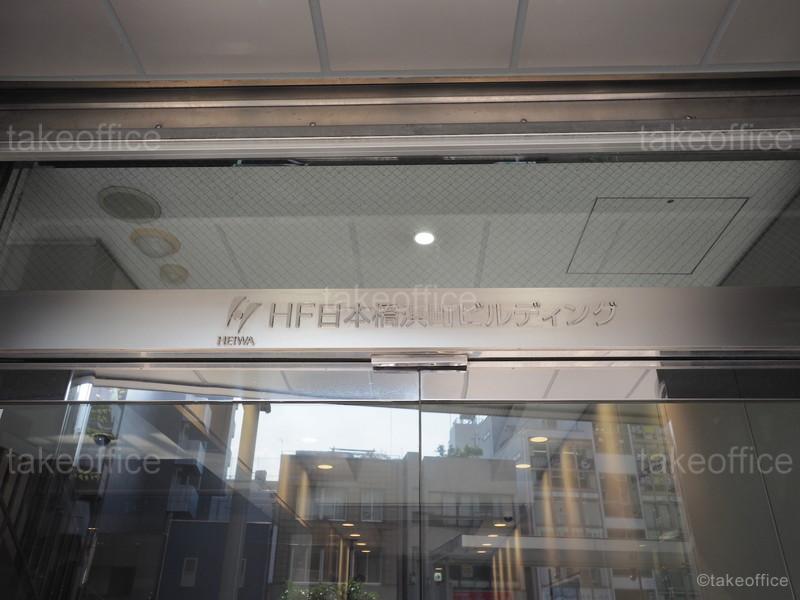 takeoffice
takeoffice
takeoffice
HF日本橋浜町ビルディング
HEIWA
takeoffice
takeoffice
©takeoffice